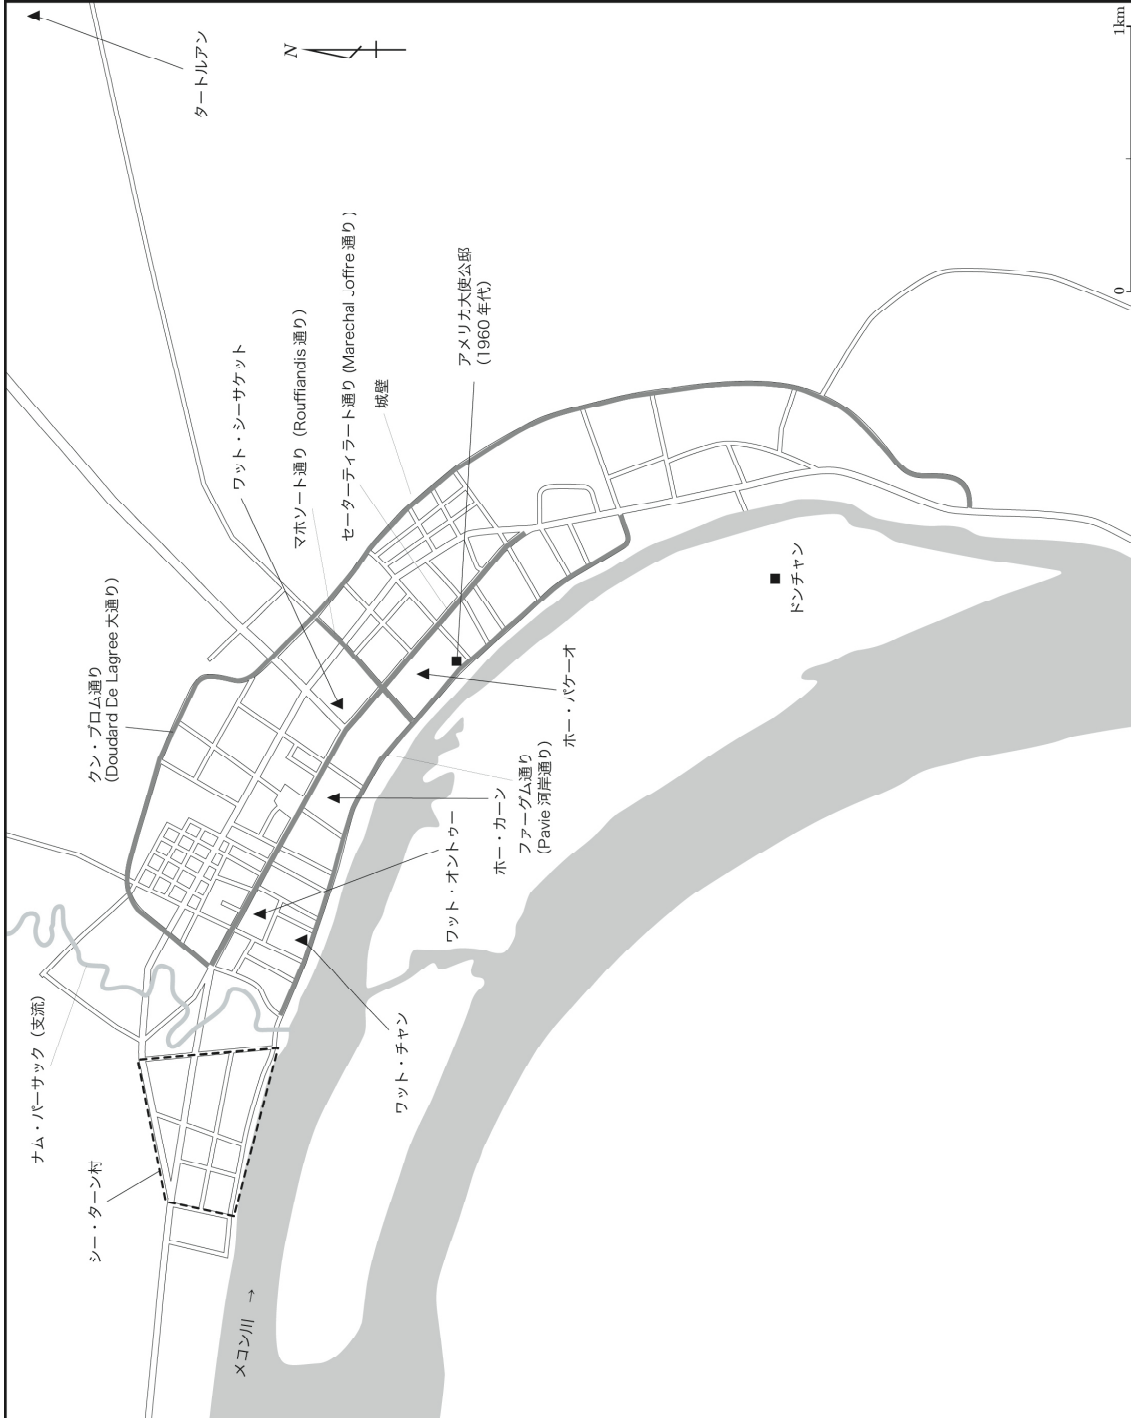 タートルアン
N
1km
0
ワット・シーサケット
マホソート通り（Rouffiandis 通り）
セーターティラート通り (Marechal Joffre 通り)
城壁
アメリカ大使公邸
（1960 年代）
クン・ブロム通り
(Doudard De Lagree 大通り)
ドンチャン
ホー・パケーオ
ファーグム通り
（Pavie 河岸通り）
ホー・カーン
ワット・オントゥー
ワット・チャン
ナム・パーサック（支流）
シー・ターン村
メコン川 →